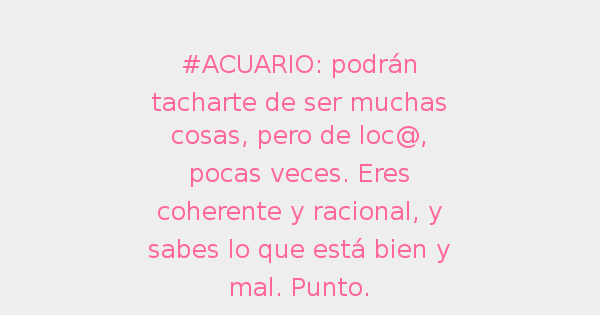 #ACUARIO: podrán
tacharte de ser muchas
cosas, pero de loc@,
pocas veces. Eres
coherente y racional, y
sabes lo que está bien y
mal. Punto.